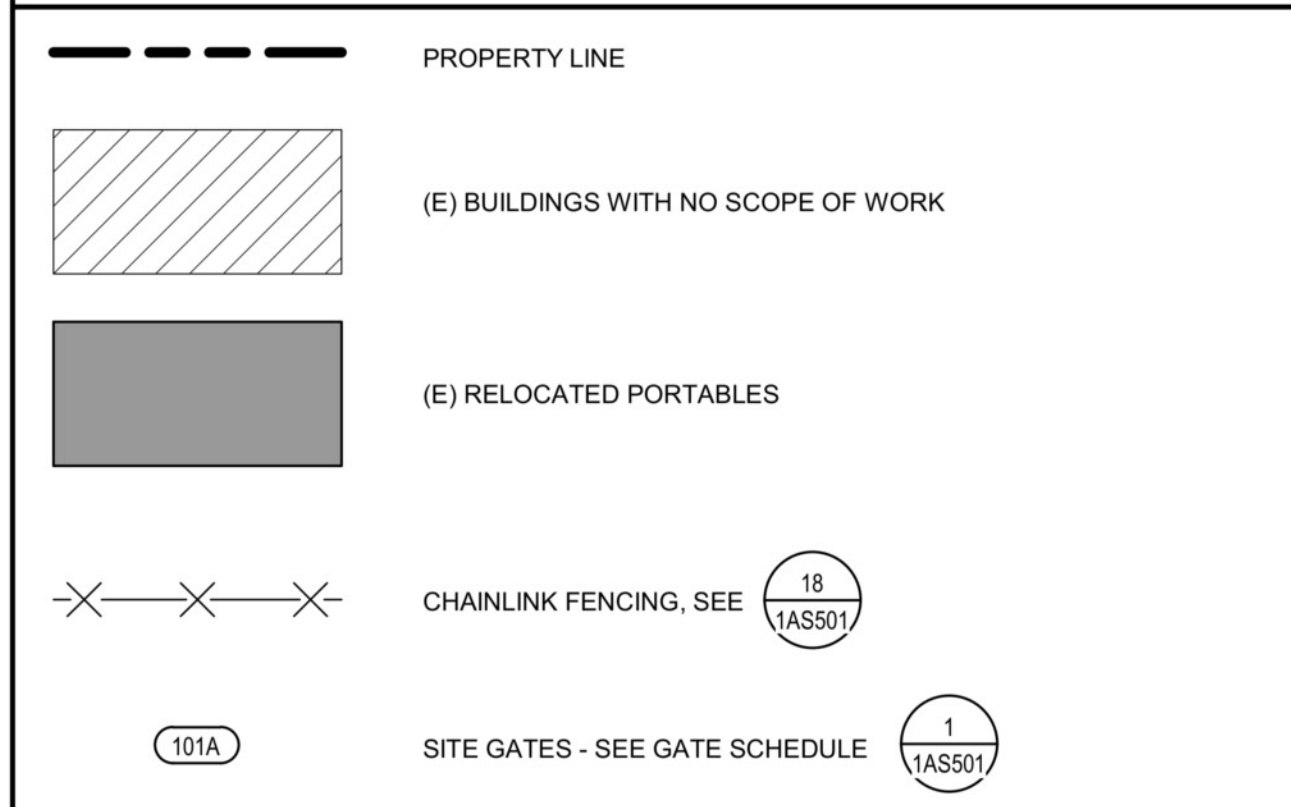 PROPERTY LINE
(E) BUILDINGS WITH NO SCOPE OF WORK
(E) RELOCATED PORTABLES
CHAINLINK FENCING, SEE
18
1AS501
101A
SITE GATES - SEE GATE SCHEDULE
1
1AS501